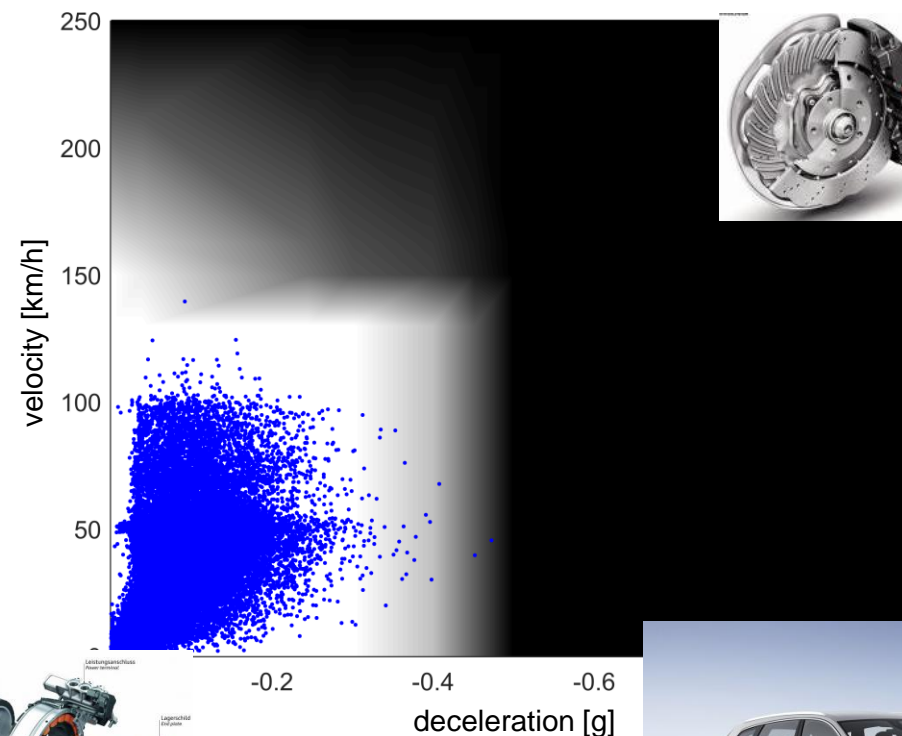 250
200
150
100
50
velocity [km/h]
-0.2
-0.4
-0.6
deceleration [g]
Leistungsanschluss
Power terminal
Lagerschild
End plate